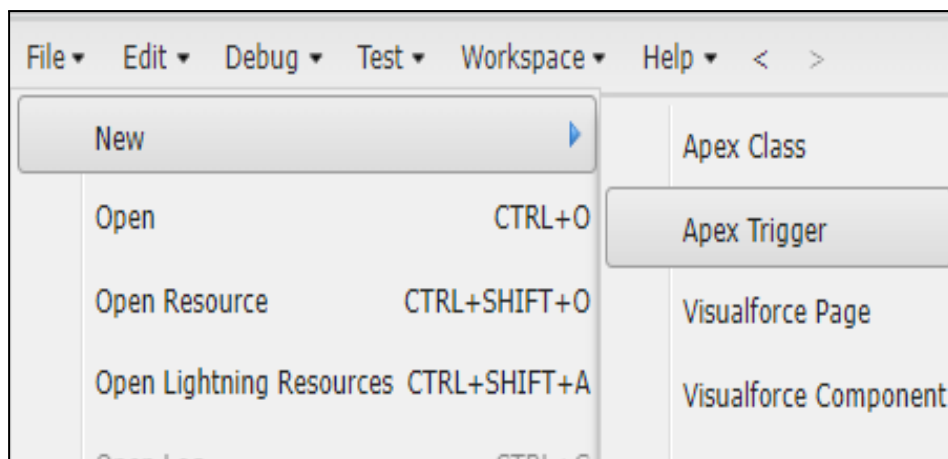 File Edit Debug Test Workspace Help < >
New
Open CTRL+O
Open Resource CTRL+SHIFT+O
Open Lightning Resources CTRL+SHIFT+A
Apex Class
Apex Trigger
Visualforce Page
Visualforce Component